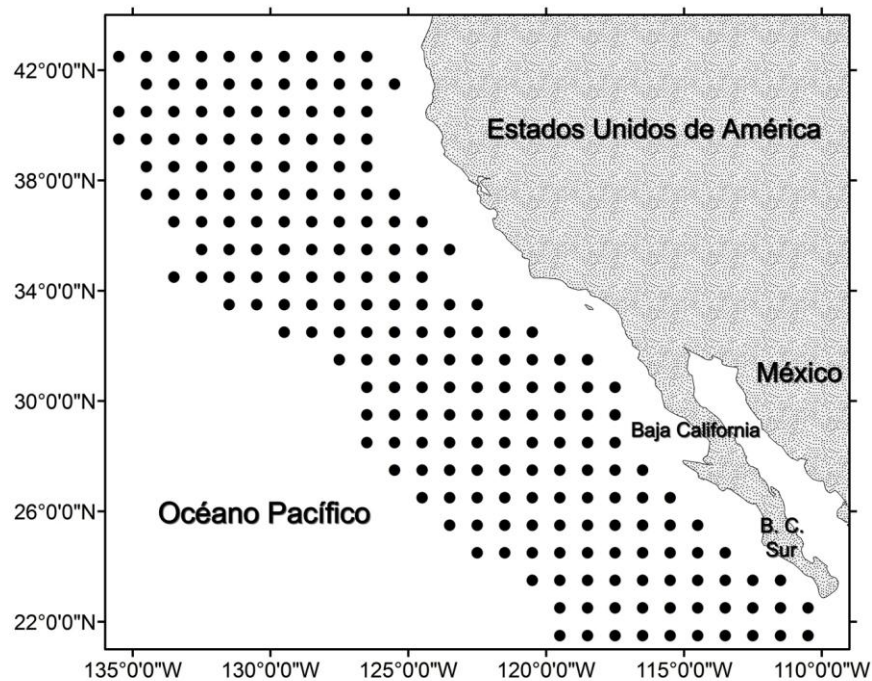 42°0'0"N
38°0'0"N
34°0'0"N
30°0'0"N
26°0'0"N
22°0'0"N
Estados Unidos de América
México
Baja California
Océano Pacífico
B. C.
Sur
135°0'0"W
130°0'0"W
125°0'0"W
120°0'0"W
115°0'0"W
110°0'0"W